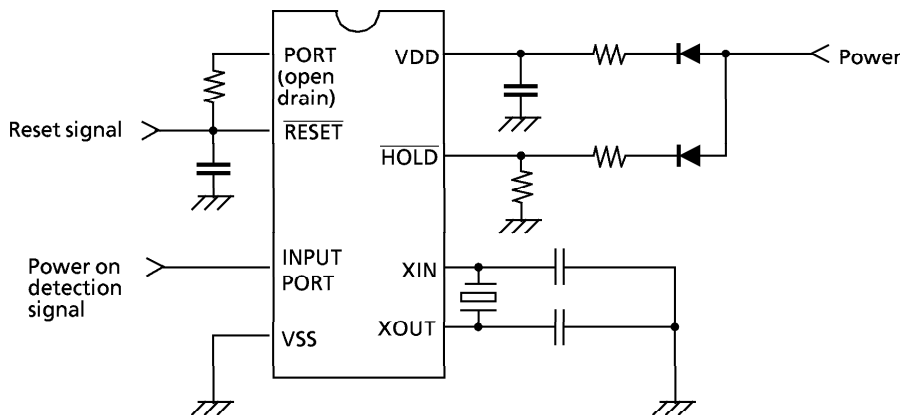 PORT
(open
drain)
VDD
Power
Reset signal
RESET
HOLD
INPUT
PORT
Power on
detection
signal
XIN
XOUT
VSS